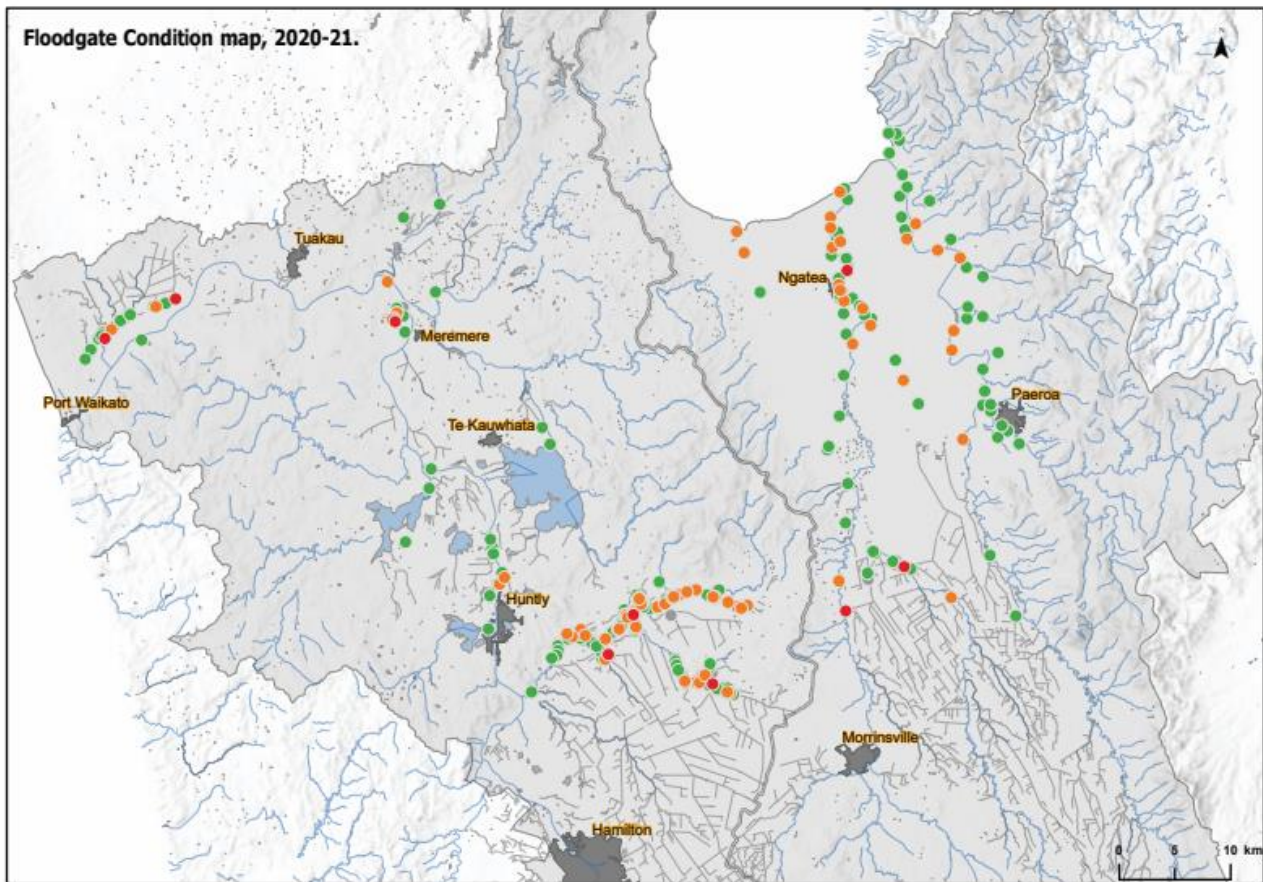 Floodgate Condition map, 2020-21.
Tuakau
Ngatea
Meremere
Port Waikato
Paeroa
Te Kauwhata
Huntly
Morrinsville
Hamilton
0 5 10 km